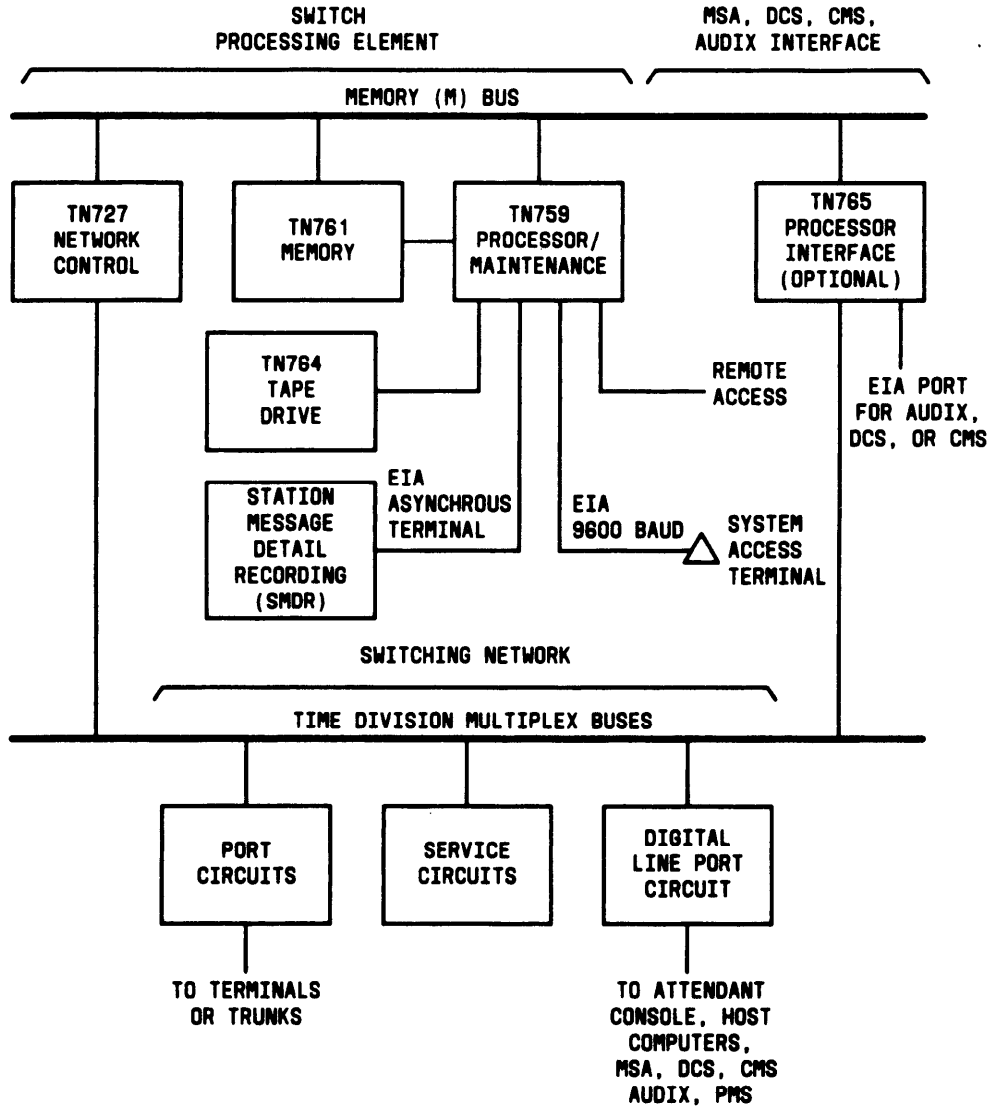 SWITCH
PROCESSING ELEMENT
MSA, DCS, CMS,
AUDIX INTERFACE
MEMORY (M) BUS
TN727
NETWORK
CONTROL
TN761
MEMORY
TN759
PROCESSOR/
MAINTENANCE
TN765
PROCESSOR
INTERFACE
(OPTIONAL)
TN764
TAPE
DRIVE
REMOTE
ACCESS
EIA PORT
FOR AUDIX,
DCS, OR CMS
STATION
MESSAGE
DETAIL
RECORDING
(SMDR)
EIA
ASYNCHROUS
TERMINAL
EIA
9600 BAUD
SYSTEM
ACCESS
TERMINAL
SWITCHING NETWORK
TIME DIVISION MULTIPLEX BUSES
PORT
CIRCUITS
SERVICE
CIRCUITS
DIGITAL
LINE PORT
CIRCUIT
TO TERMINALS
OR TRUNKS
TO ATTENDANT
CONSOLE, HOST
COMPUTERS,
MSA, DCS, CMS
AUDIX, PMS